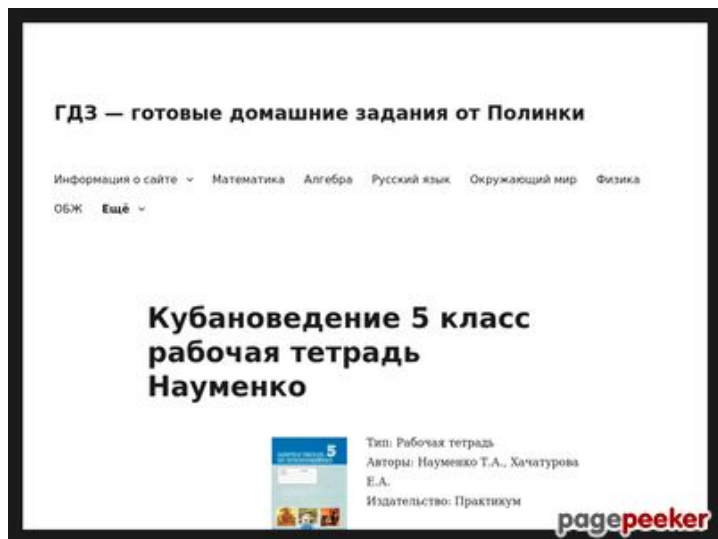 ГДЗ — готовые домашние задания от Полинки
Информация о сайте Математика Алгебра Русский язык Окружающий мир Физика
ОБЖ Ещё
Кубановедение 5 класс
рабочая тетрадь
Науменко
5
Тип: Рабочая тетрадь
Авторы: Науменко Т.А., Хачатурова
Е.А.
Издательство: Практикум
pagepeeker